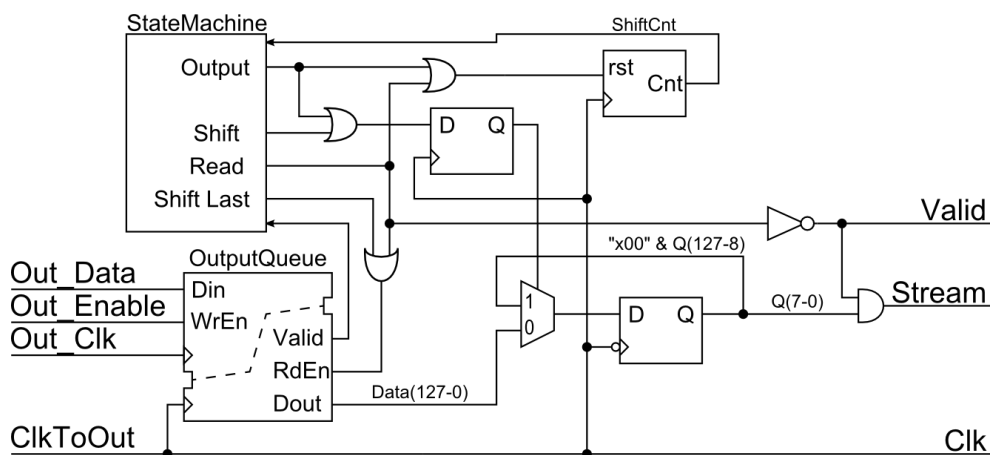 StateMachine
ShiftCnt
Output
rst
Cnt
D Q
Shift
Read
Shift Last
Valid
"x00" & Q(127-8)
OutputQueue
Out_Data
Din
Out_Enable
WrEn
1
D Q
Q(7-0)
Stream
0
Out_Clk
Valid
RdEn
Data(127-0)
Dout
ClkToOut
Clk